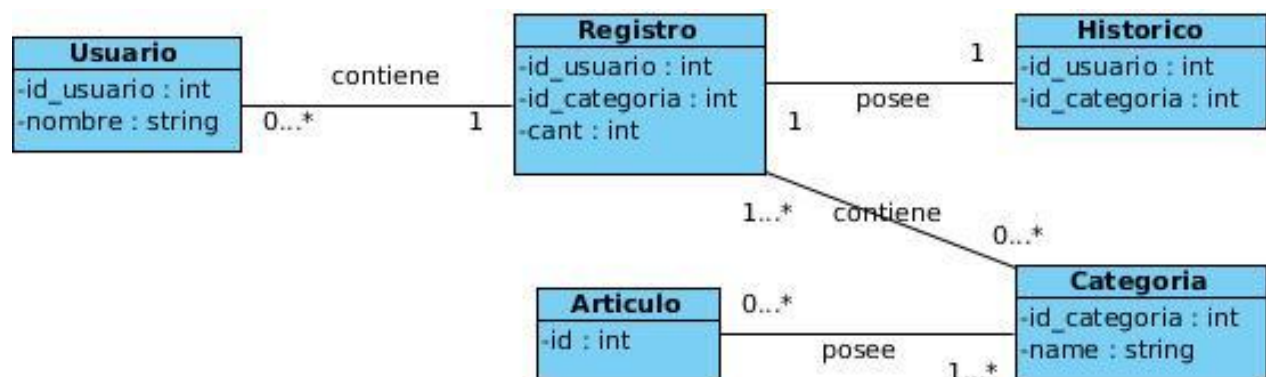 Usuario
-id_usuario : int
-nombre : string
contiene
0...*
1
Registro
-id_usuario : int
-id_categoria : int
-cant : int
1
posee
1
Historico
-id_usuario : int
-id_categoria : int
1...*
contiene
0...*
Articulo
-id : int
0...*
posee
1...*
Categoria
-id_categoria : int
-name : string